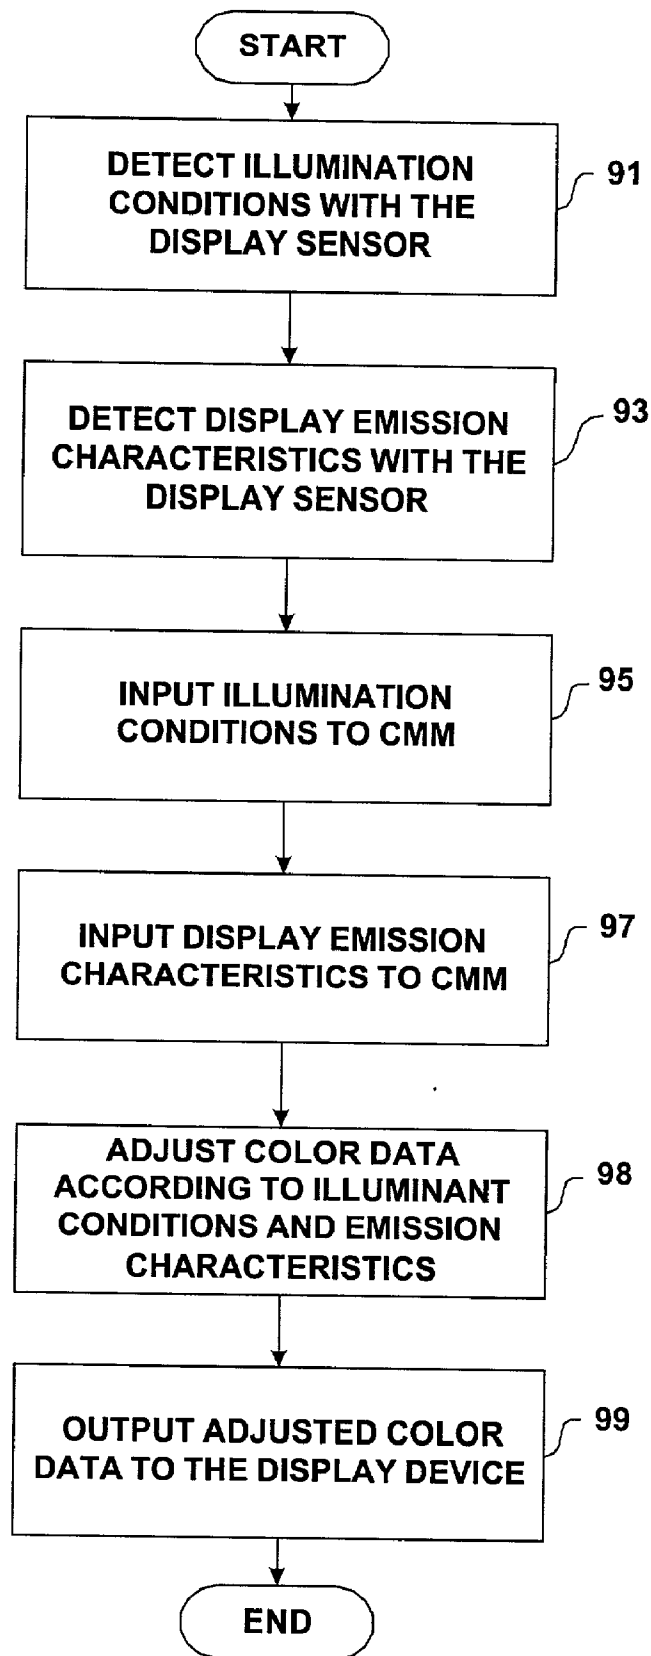 START
DETECT ILLUMINATION
CONDITIONS WITH THE
DISPLAY SENSOR
91
DETECT DISPLAY EMISSION
CHARACTERISTICS WITH THE
DISPLAY SENSOR
93
INPUT ILLUMINATION
CONDITIONS TO CMM
95
INPUT DISPLAY EMISSION
CHARACTERISTICS TO CMM
97
ADJUST COLOR DATA
ACCORDING TO ILLUMINANT
CONDITIONS AND EMISSION
CHARACTERISTICS
98
OUTPUT ADJUSTED COLOR
DATA TO THE DISPLAY DEVICE
99
END